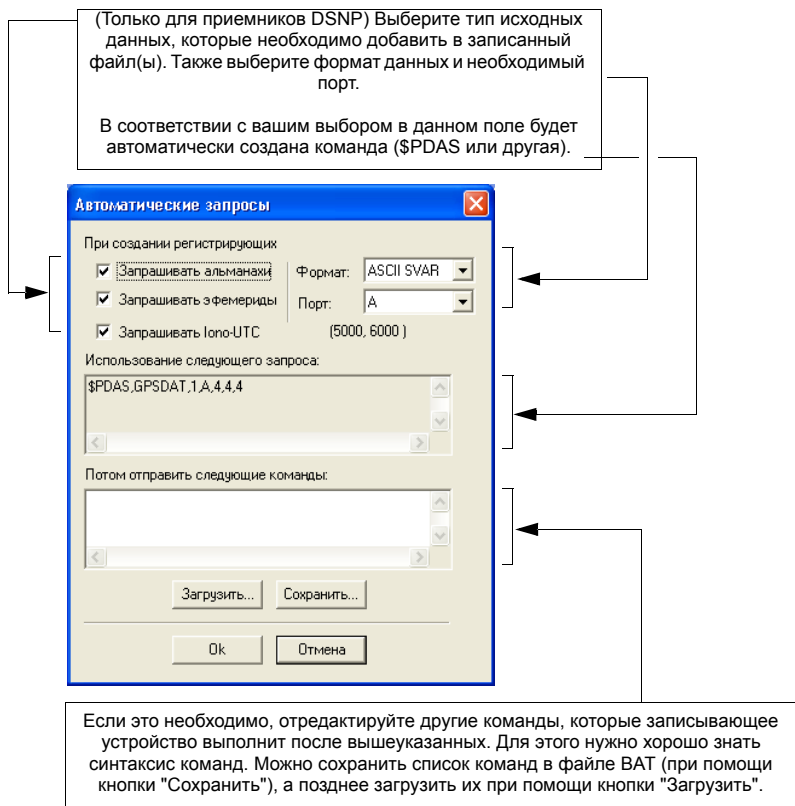 (Только для приемников DSNP) Выберите тип исходных
данных, которые необходимо добавить в записанный
файл(ы). Также выберите формат данных и необходимый
порт.
В соответствии с вашим выбором в данном поле будет
автоматически создана команда ($PDAS или другая).
Автоматические запросы
При создании регистрирующих
Запрашивать альманахи
Формат: ASCII SVAR
Запрашивать эфемериды
Порт: A
Запрашивать Iono-UTC
(5000, 6000 )
Использование следующего запроса:
$PDAS,GPSDAT,1,A,4,4,4
Потом отправить следующие команды:
Загрузить... Сохранить...
Ok Отмена
Если это необходимо, отредактируйте другие команды, которые записывающее
устройство выполнит после вышеуказанных. Для этого нужно хорошо знать
синтаксис команд. Можно сохранить список команд в файле BAT (при помощи
кнопки "Сохранить"), а позднее загрузить их при помощи кнопки "Загрузить".